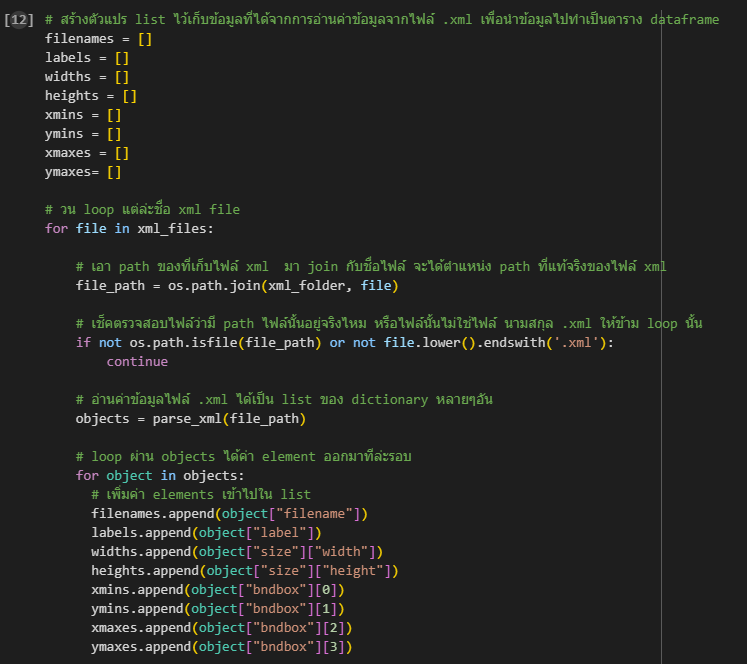 [12] # สร้างตัวแปร list ไว้เก็บข้อมูลที่ได้จากการอ่านค่าข้อมูลจากไฟล์ .xml เพื่อนำข้อมูลไปทำเป็นตาราง dataframe
filenames = []
labels = []
widths = []
heights = []
xmins = []
ymins = []
xmaxes = []
ymaxes= []

# วน loop แต่ล่ะชื่อ xml file
for file in xml_files:

    # เอา path ของที่เก็บไฟล์ xml  มา join กับชื่อไฟล์ จะได้ตำแหน่ง path ที่แท้จริงของไฟล์ xml
    file_path = os.path.join(xml_folder, file)

    # เช็คตรวจสอบไฟล์ว่ามี path ไฟล์นั้นอยู่จริงไหม หรือไฟล์นั้นไม่ใช่ไฟล์ นามสกุล .xml ให้ข้าม loop นั้น
    if not os.path.isfile(file_path) or not file.lower().endswith('.xml'):
        continue

    # อ่านค่าข้อมูลไฟล์ .xml ได้เป็น list ของ dictionary หลายๆอัน
    objects = parse_xml(file_path)

    # loop ผ่าน objects ได้ค่า element ออกมาทีล่ะรอบ
    for object in objects:
      # เพิ่มค่า elements เข้าไปใน list
      filenames.append(object["filename"])
      labels.append(object["label"])
      widths.append(object["size"]["width"])
      heights.append(object["size"]["height"])
      xmins.append(object["bndbox"][0])
      ymins.append(object["bndbox"][1])
      xmaxes.append(object["bndbox"][2])
      ymaxes.append(object["bndbox"][3])